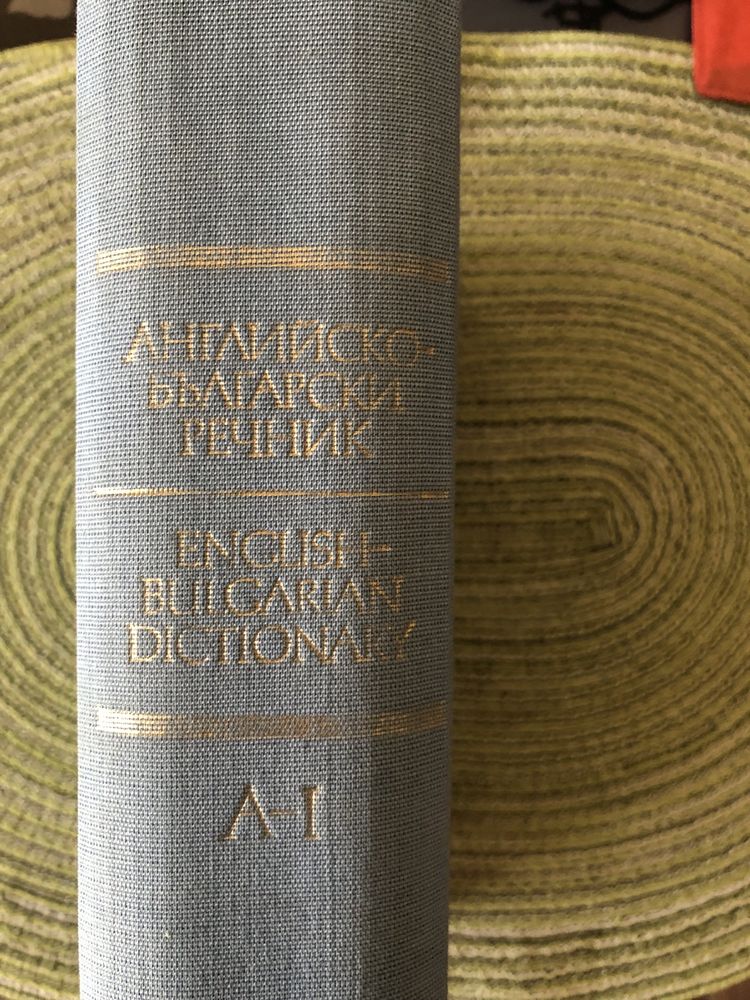 АНГЛИЙСКО-
БЪЛГАРСКИ
РЕЧНИК
ENGLISH-
BULGARIAN
DICTIONARY
A-I